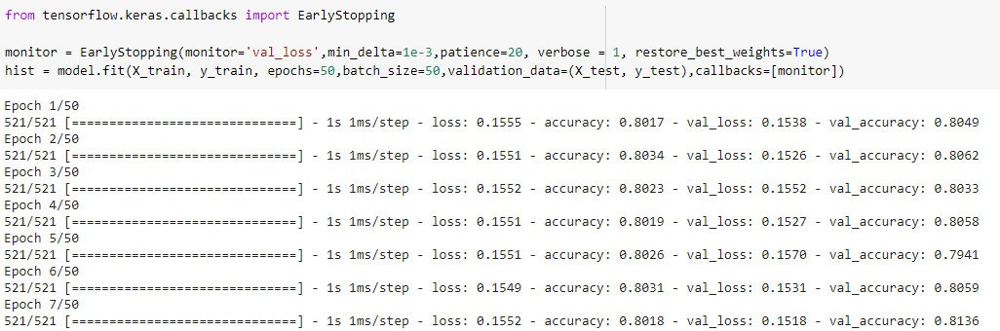 from tensorflow.keras.callbacks import EarlyStopping
monitor = EarlyStopping(monitor='val_loss',min_delta=1e-3,patience=20, verbose = 1, restore_best_weights=True)
hist = model.fit(X_train, y_train, epochs=50,batch_size=50,validation_data=(X_test, y_test),callbacks=[monitor])
Epoch 1/50
521/521 [==============================] - 1s 1ms/step - loss: 0.1555 - accuracy: 0.8017 - val_loss: 0.1538 - val_accuracy: 0.8049
Epoch 2/50
521/521 [==============================] - 1s 1ms/step - loss: 0.1551 - accuracy: 0.8034 - val_loss: 0.1526 - val_accuracy: 0.8062
Epoch 3/50
521/521 [==============================] - 1s 1ms/step - loss: 0.1552 - accuracy: 0.8023 - val_loss: 0.1552 - val_accuracy: 0.8033
Epoch 4/50
521/521 [==============================] - 1s 1ms/step - loss: 0.1551 - accuracy: 0.8019 - val_loss: 0.1527 - val_accuracy: 0.8058
Epoch 5/50
521/521 [==============================] - 1s 1ms/step - loss: 0.1551 - accuracy: 0.8026 - val_loss: 0.1570 - val_accuracy: 0.7941
Epoch 6/50
521/521 [==============================] - 1s 1ms/step - loss: 0.1549 - accuracy: 0.8031 - val_loss: 0.1531 - val_accuracy: 0.8059
Epoch 7/50
521/521 [==============================] - 1s 1ms/step - loss: 0.1552 - accuracy: 0.8018 - val_loss: 0.1518 - val_accuracy: 0.8136